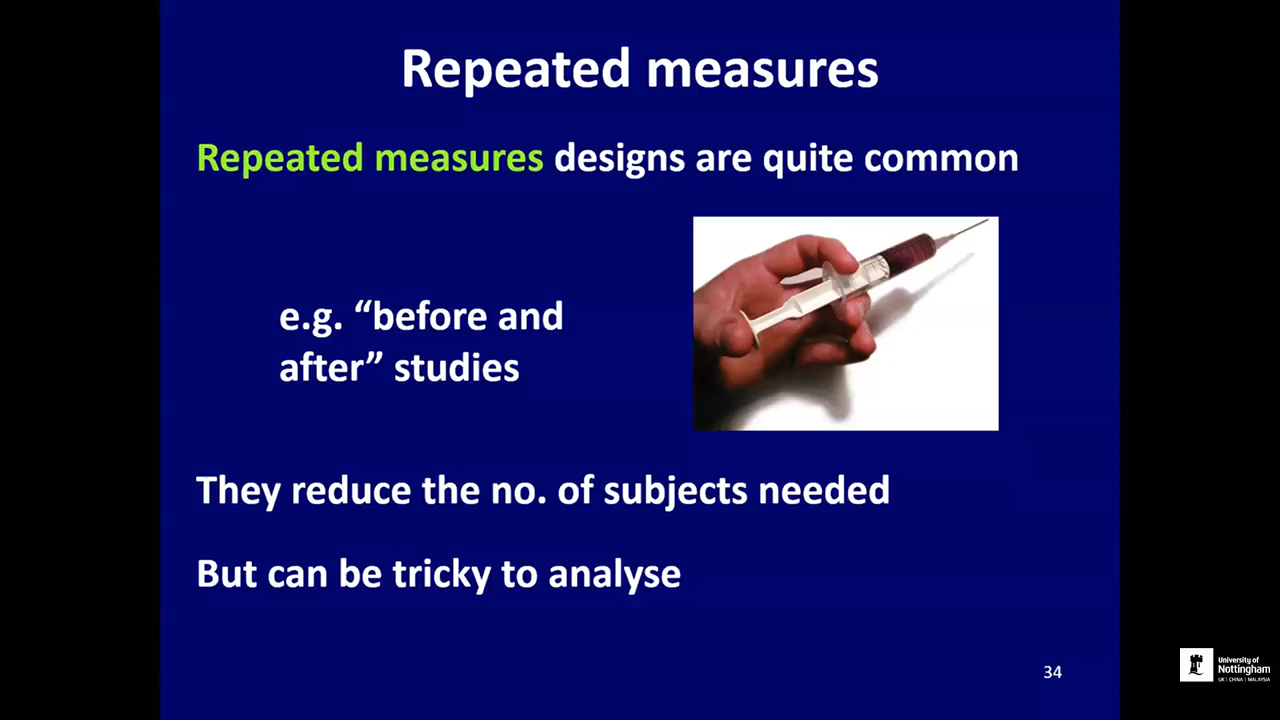 Repeated measures
Repeated measures designs are quite common
e.g. “before and
after” studies
They reduce the no. of subjects needed
But can be tricky to analyse
34
University of
Nottingham
UK | CHINA | MALAYSIA